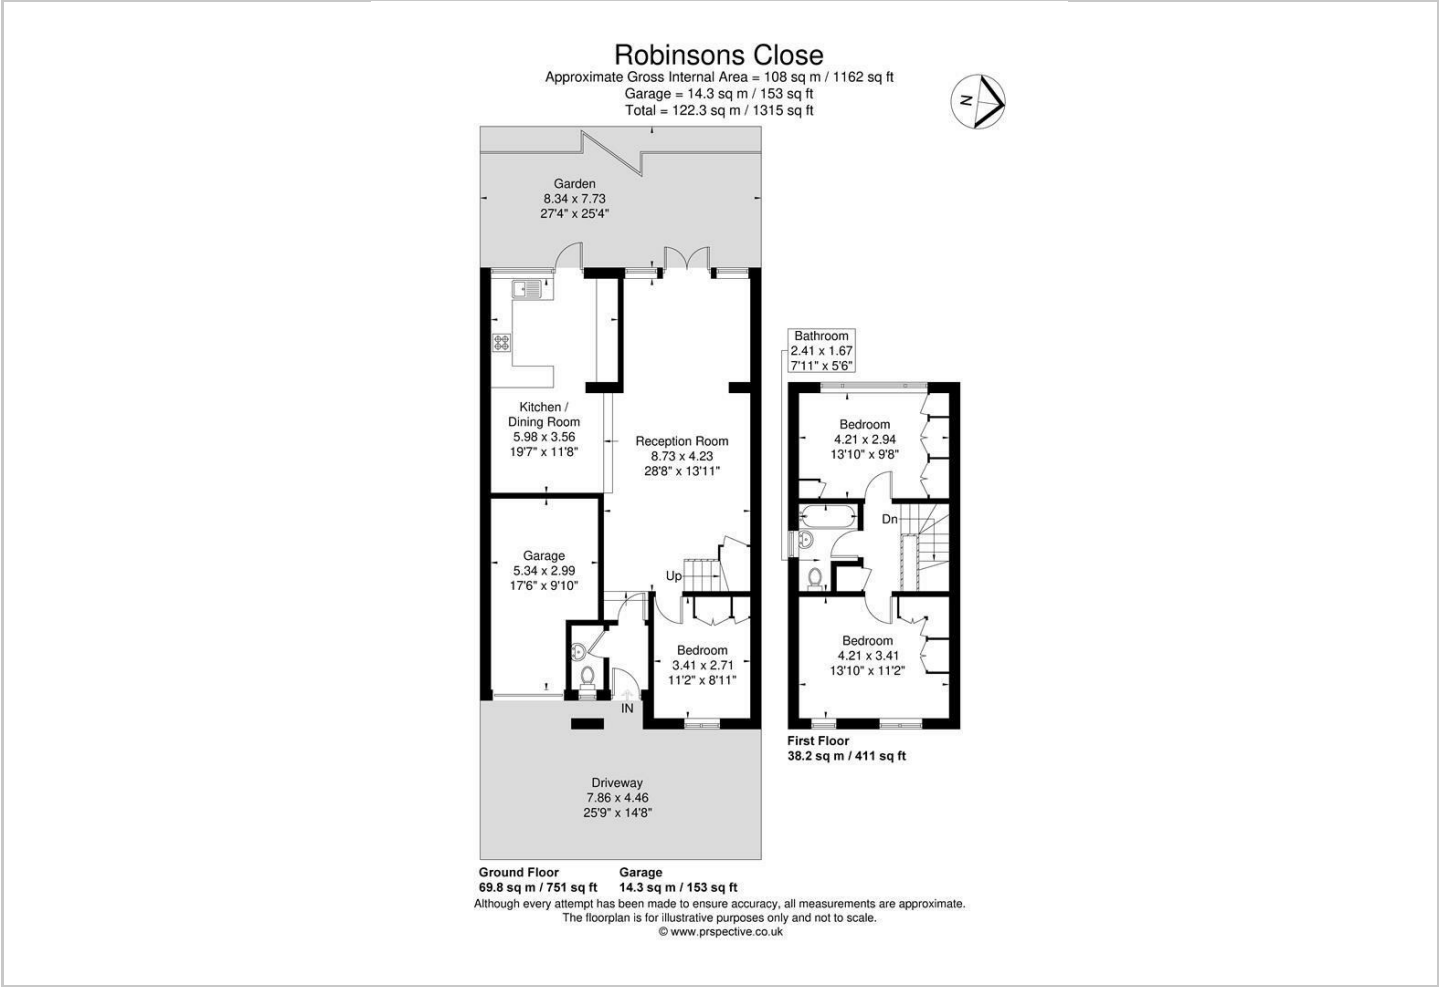 Robinsons Close
Approximate Gross Internal Area = 108 sq m / 1162 sq ft
Garage = 14.3 sq m / 153 sq ft
Total = 122.3 sq m / 1315 sq ft
N
Garden
8.34 x 7.73
27'4" x 25'4"
Kitchen /
Dining Room
5.98 x 3.56
19'7" x 11'8"
Reception Room
8.73 x 4.23
28'8" x 13'11"
Garage
5.34 x 2.99
17'6" x 9'10"
Up
Bedroom
3.41 x 2.71
11'2" x 8'11"
IN
Driveway
7.86 x 4.46
25'9" x 14'8"
Bathroom
2.41 x 1.67
7'11" x 5'6"
Bedroom
4.21 x 2.94
13'10" x 9'8"
Dn
Bedroom
4.21 x 3.41
13'10" x 11'2"
First Floor
38.2 sq m / 411 sq ft
Ground Floor
69.8 sq m / 751 sq ft
Garage
14.3 sq m / 153 sq ft
Although every attempt has been made to ensure accuracy, all measurements are approximate.
The floorplan is for illustrative purposes only and not to scale.
© www.prspective.co.uk